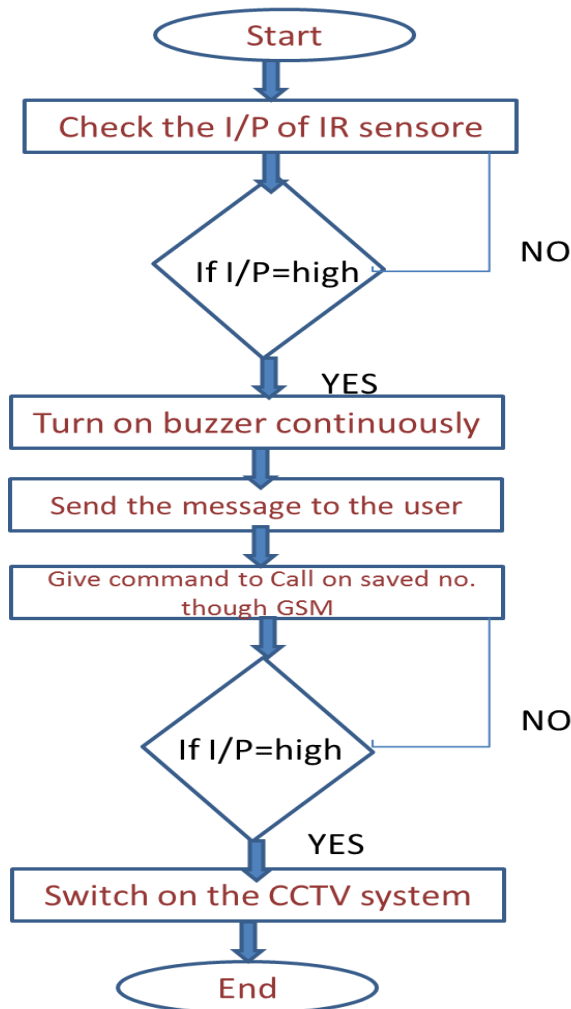 Start
Check the I/P of IR sensore
If I/P=high
NO
YES
Turn on buzzer continuously
Send the message to the user
Give command to Call on saved no.
though GSM
If I/P=high
NO
YES
Switch on the CCTV system
End